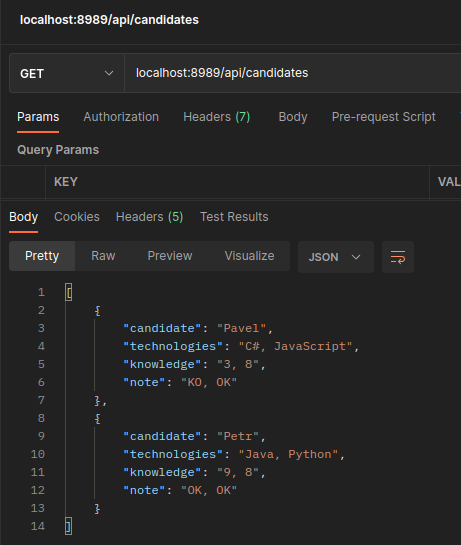 localhost:8989/api/candidates
GET localhost:8989/api/candidates
Params Authorization Headers (7) Body Pre-request Script
Query Params
KEY VAL
Body Cookies Headers (5) Test Results
Pretty Raw Preview Visualize JSON
1 [
2 {
3 "candidate": "Pavel",
4 "technologies": "C#, JavaScript",
5 "knowledge": "3, 8",
6 "note": "KO, OK"
7 },
8 {
9 "candidate": "Petr",
10 "technologies": "Java, Python",
11 "knowledge": "9, 8",
12 "note": "OK, OK"
13 }
14 ]